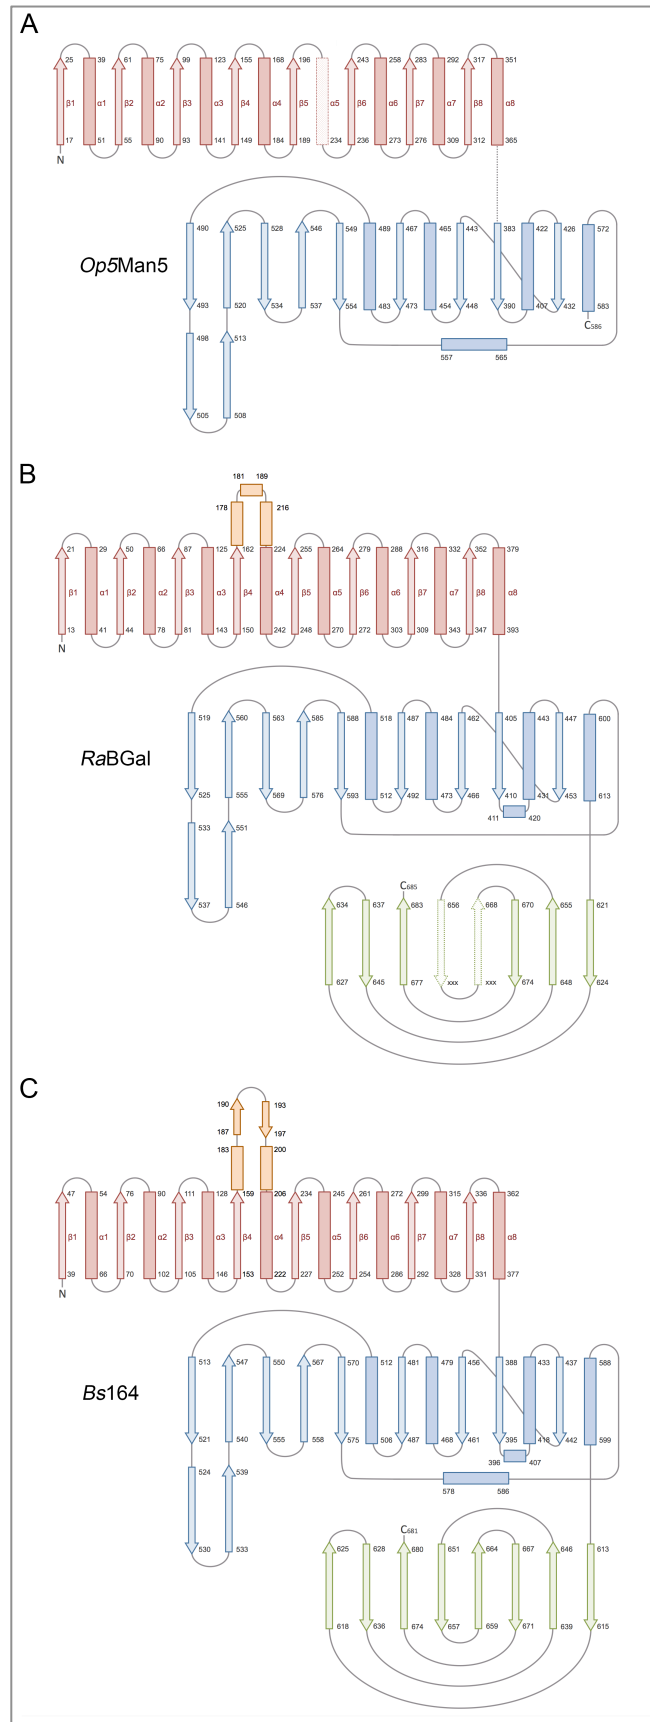 A
25 39 61 75 99 123 155 168 196 243 258 283 292 317 351
β1 α1 β2 α2 β3 α3 β4 α4 β5 α5 β6 α6 β7 α7 β8 α8
17 51 55 90 93 141 149 184 189 234 236 273 276 309 312 365
N
490 525 528 546 549 489 467 465 443 383 422 426 572
Op5Man5
493 520 534 537 554 483 473 454 448 390 407 432 583
C586
498 513
557 565
505 508
B
181 189
178 216
21 29 50 66 87 125 162 224 255 264 279 288 316 332 352 379
β1 α1 β2 α2 β3 α3 β4 α4 β5 α5 β6 α6 β7 α7 β8 α8
13 41 44 78 81 143 150 242 248 270 272 303 309 343 347 393
N
519 560 563 585 588 518 487 484 462 405 443 447 600
RaBGal
525 555 569 576 593 512 492 473 466 410 431 453 613
411 420
533 551
537 546
C685
634 637 683 656 668 670 655 621
627 645 677 xxx xxx 674 648 624
C
190 193
187 197
183 200
47 54 76 90 111 128 159 206 234 245 261 272 299 315 336 362
β1 α1 β2 α2 β3 α3 β4 α4 β5 α5 β6 α6 β7 α7 β8 α8
39 66 70 102 105 146 153 222 227 252 254 286 292 328 331 377
N
513 547 550 567 570 512 481 479 456 388 433 437 588
Bs164
521 540 555 558 575 506 487 468 461 395 418 442 599
396 407
524 539
578 586
530 533
C681
625 628 680 651 664 667 646 613
618 636 674 657 659 671 639 615